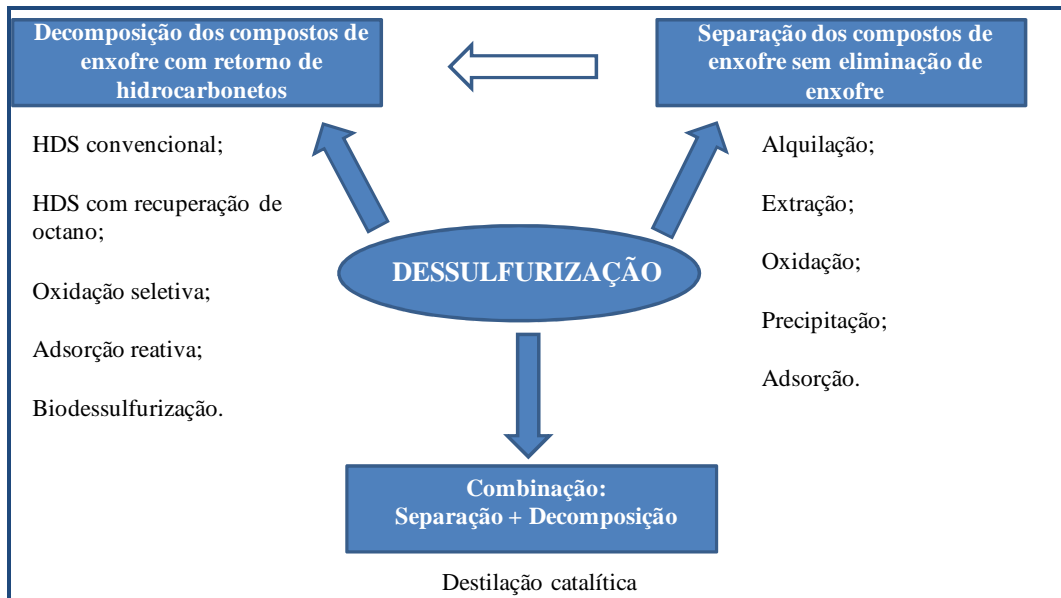 Decomposição dos compostos de
enxofre com retorno de
hidrocarbonetos
Separação dos compostos de
enxofre sem eliminação de
enxofre
HDS convencional;
HDS com recuperação de
octano;
Oxidação seletiva;
Adsorção reativa;
Biodessulfurização.
Alquilação;
Extração;
Oxidação;
Precipitação;
Adsorção.
DESSULFURIZAÇÃO
Combinação:
Separação + Decomposição
Destilação catalítica